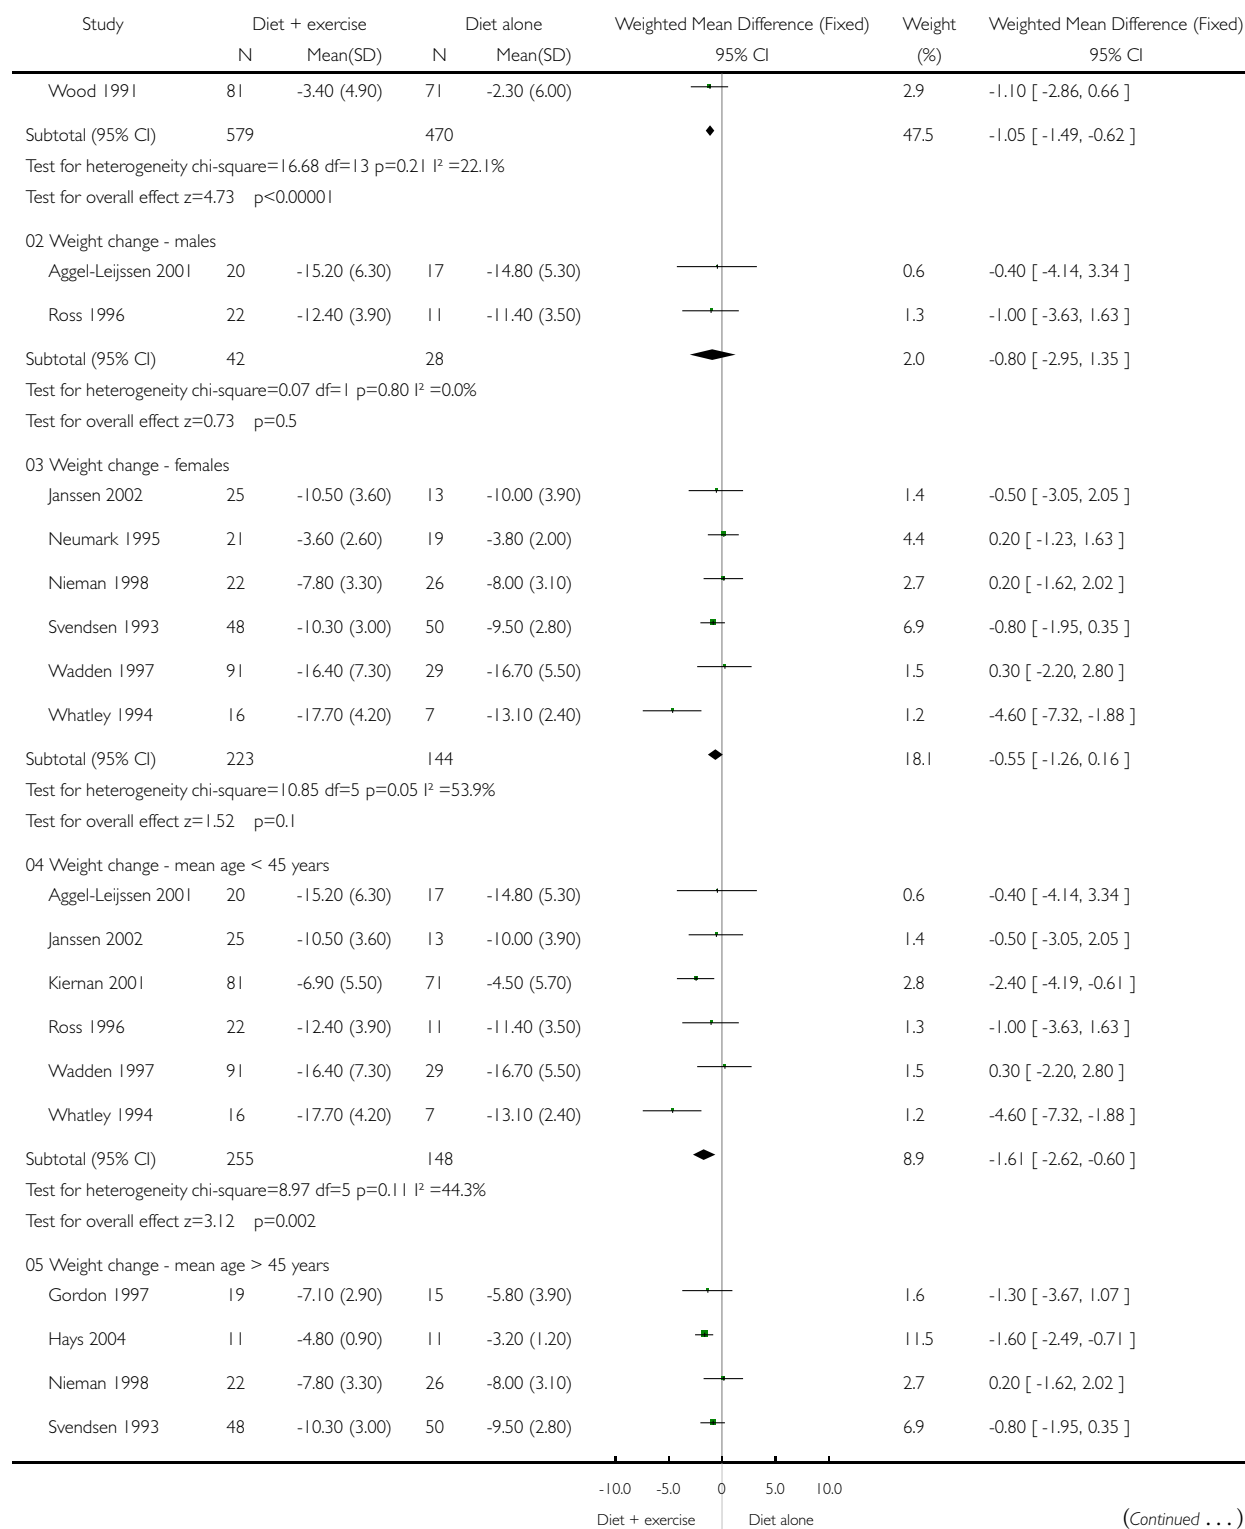 Study Diet + exercise Diet alone Weighted Mean Difference (Fixed) Weight Weighted Mean Difference (Fixed)
N Mean(SD) N Mean(SD) 95% CI (%) 95% CI
Wood 1991 81 -3.40 (4.90) 71 -2.30 (6.00) 2.9 -1.10 [ -2.86, 0.66 ]
Subtotal (95% CI) 579 470 47.5 -1.05 [ -1.49, -0.62 ]
Test for heterogeneity chi-square=16.68 df=13 p=0.21 I² =22.1%
Test for overall effect z=4.73 p<0.00001
02 Weight change - males
Aggel-Leijssen 2001 20 -15.20 (6.30) 17 -14.80 (5.30) 0.6 -0.40 [ -4.14, 3.34 ]
Ross 1996 22 -12.40 (3.90) 11 -11.40 (3.50) 1.3 -1.00 [ -3.63, 1.63 ]
Subtotal (95% CI) 42 28 2.0 -0.80 [ -2.95, 1.35 ]
Test for heterogeneity chi-square=0.07 df=1 p=0.80 I² =0.0%
Test for overall effect z=0.73 p=0.5
03 Weight change - females
Janssen 2002 25 -10.50 (3.60) 13 -10.00 (3.90) 1.4 -0.50 [ -3.05, 2.05 ]
Neumark 1995 21 -3.60 (2.60) 19 -3.80 (2.00) 4.4 0.20 [ -1.23, 1.63 ]
Nieman 1998 22 -7.80 (3.30) 26 -8.00 (3.10) 2.7 0.20 [ -1.62, 2.02 ]
Svendsen 1993 48 -10.30 (3.00) 50 -9.50 (2.80) 6.9 -0.80 [ -1.95, 0.35 ]
Wadden 1997 91 -16.40 (7.30) 29 -16.70 (5.50) 1.5 0.30 [ -2.20, 2.80 ]
Whatley 1994 16 -17.70 (4.20) 7 -13.10 (2.40) 1.2 -4.60 [ -7.32, -1.88 ]
Subtotal (95% CI) 223 144 18.1 -0.55 [ -1.26, 0.16 ]
Test for heterogeneity chi-square=10.85 df=5 p=0.05 I² =53.9%
Test for overall effect z=1.52 p=0.1
04 Weight change - mean age < 45 years
Aggel-Leijssen 2001 20 -15.20 (6.30) 17 -14.80 (5.30) 0.6 -0.40 [ -4.14, 3.34 ]
Janssen 2002 25 -10.50 (3.60) 13 -10.00 (3.90) 1.4 -0.50 [ -3.05, 2.05 ]
Kiernan 2001 81 -6.90 (5.50) 71 -4.50 (5.70) 2.8 -2.40 [ -4.19, -0.61 ]
Ross 1996 22 -12.40 (3.90) 11 -11.40 (3.50) 1.3 -1.00 [ -3.63, 1.63 ]
Wadden 1997 91 -16.40 (7.30) 29 -16.70 (5.50) 1.5 0.30 [ -2.20, 2.80 ]
Whatley 1994 16 -17.70 (4.20) 7 -13.10 (2.40) 1.2 -4.60 [ -7.32, -1.88 ]
Subtotal (95% CI) 255 148 8.9 -1.61 [ -2.62, -0.60 ]
Test for heterogeneity chi-square=8.97 df=5 p=0.11 I² =44.3%
Test for overall effect z=3.12 p=0.002
05 Weight change - mean age > 45 years
Gordon 1997 19 -7.10 (2.90) 15 -5.80 (3.90) 1.6 -1.30 [ -3.67, 1.07 ]
Hays 2004 11 -4.80 (0.90) 11 -3.20 (1.20) 11.5 -1.60 [ -2.49, -0.71 ]
Nieman 1998 22 -7.80 (3.30) 26 -8.00 (3.10) 2.7 0.20 [ -1.62, 2.02 ]
Svendsen 1993 48 -10.30 (3.00) 50 -9.50 (2.80) 6.9 -0.80 [ -1.95, 0.35 ]
-10.0 -5.0 0 5.0 10.0
Diet + exercise Diet alone (Continued . . . )